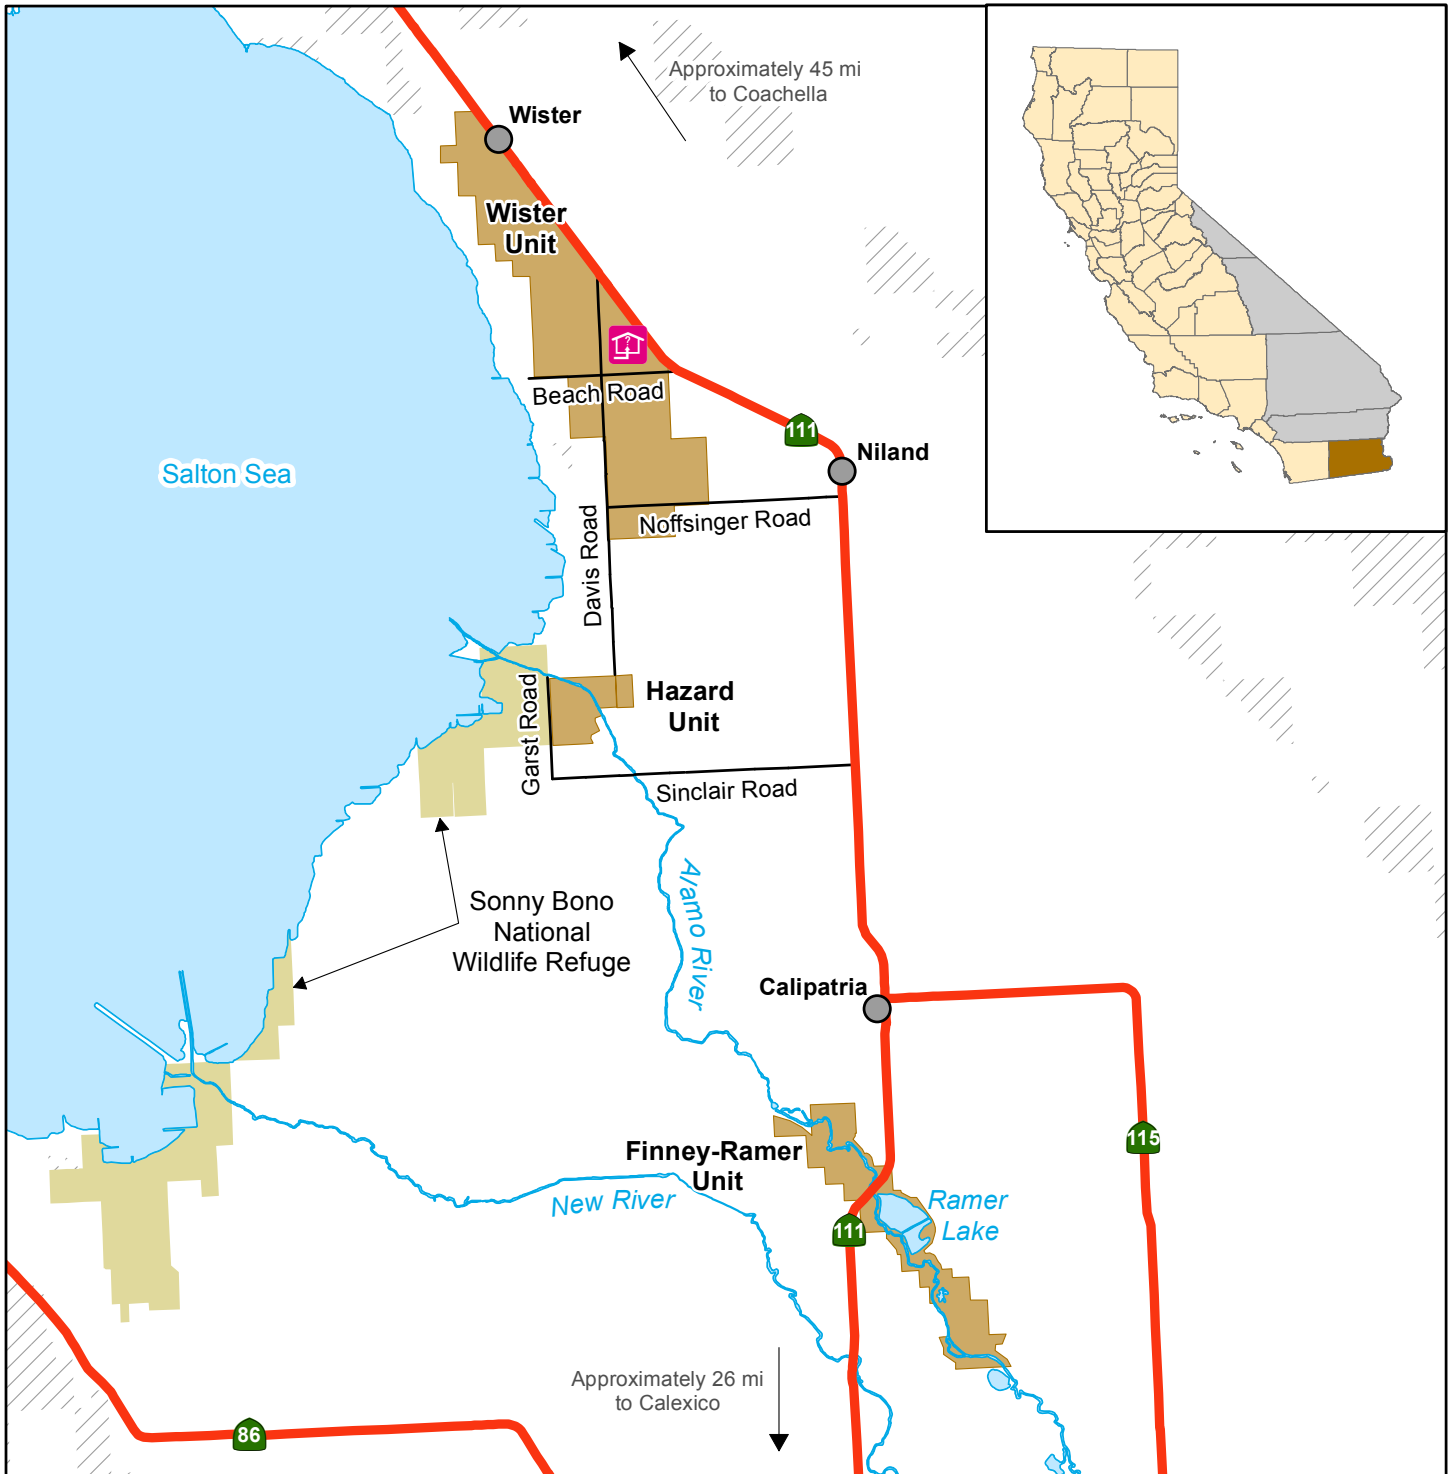 Approximately 45 mi
to Coachella
Wister
Wister
Unit
?
Beach Road
111
Niland
Salton Sea
Noffsinger Road
Davis Road
Hazard
Unit
Garst Road
Sinclair Road
Alamo River
Sonny Bono
National
Wildlife Refuge
Calipatria
115
Finney-Ramer
Unit
New River
Ramer
Lake
111
Approximately 26 mi
to Calexico
86